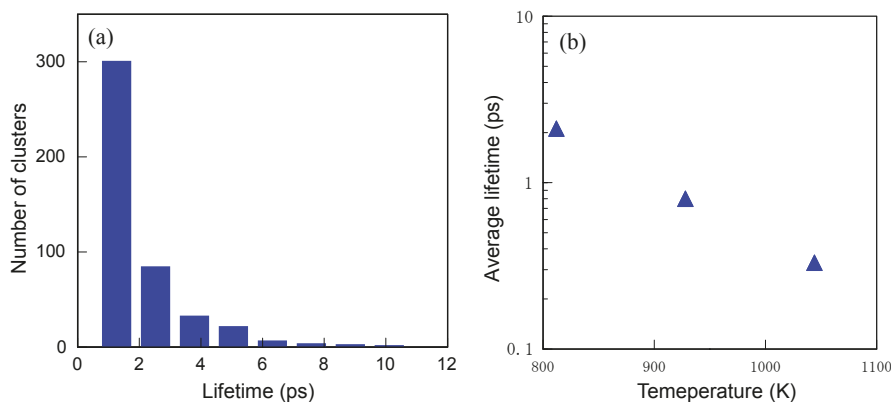 (a)
Number of clusters
300
200
100
0
0 2 4 6 8 10 12
Lifetime (ps)
(b)
Average lifetime (ps)
10
1
0.1
800 900 1000 1100
Temeperature (K)